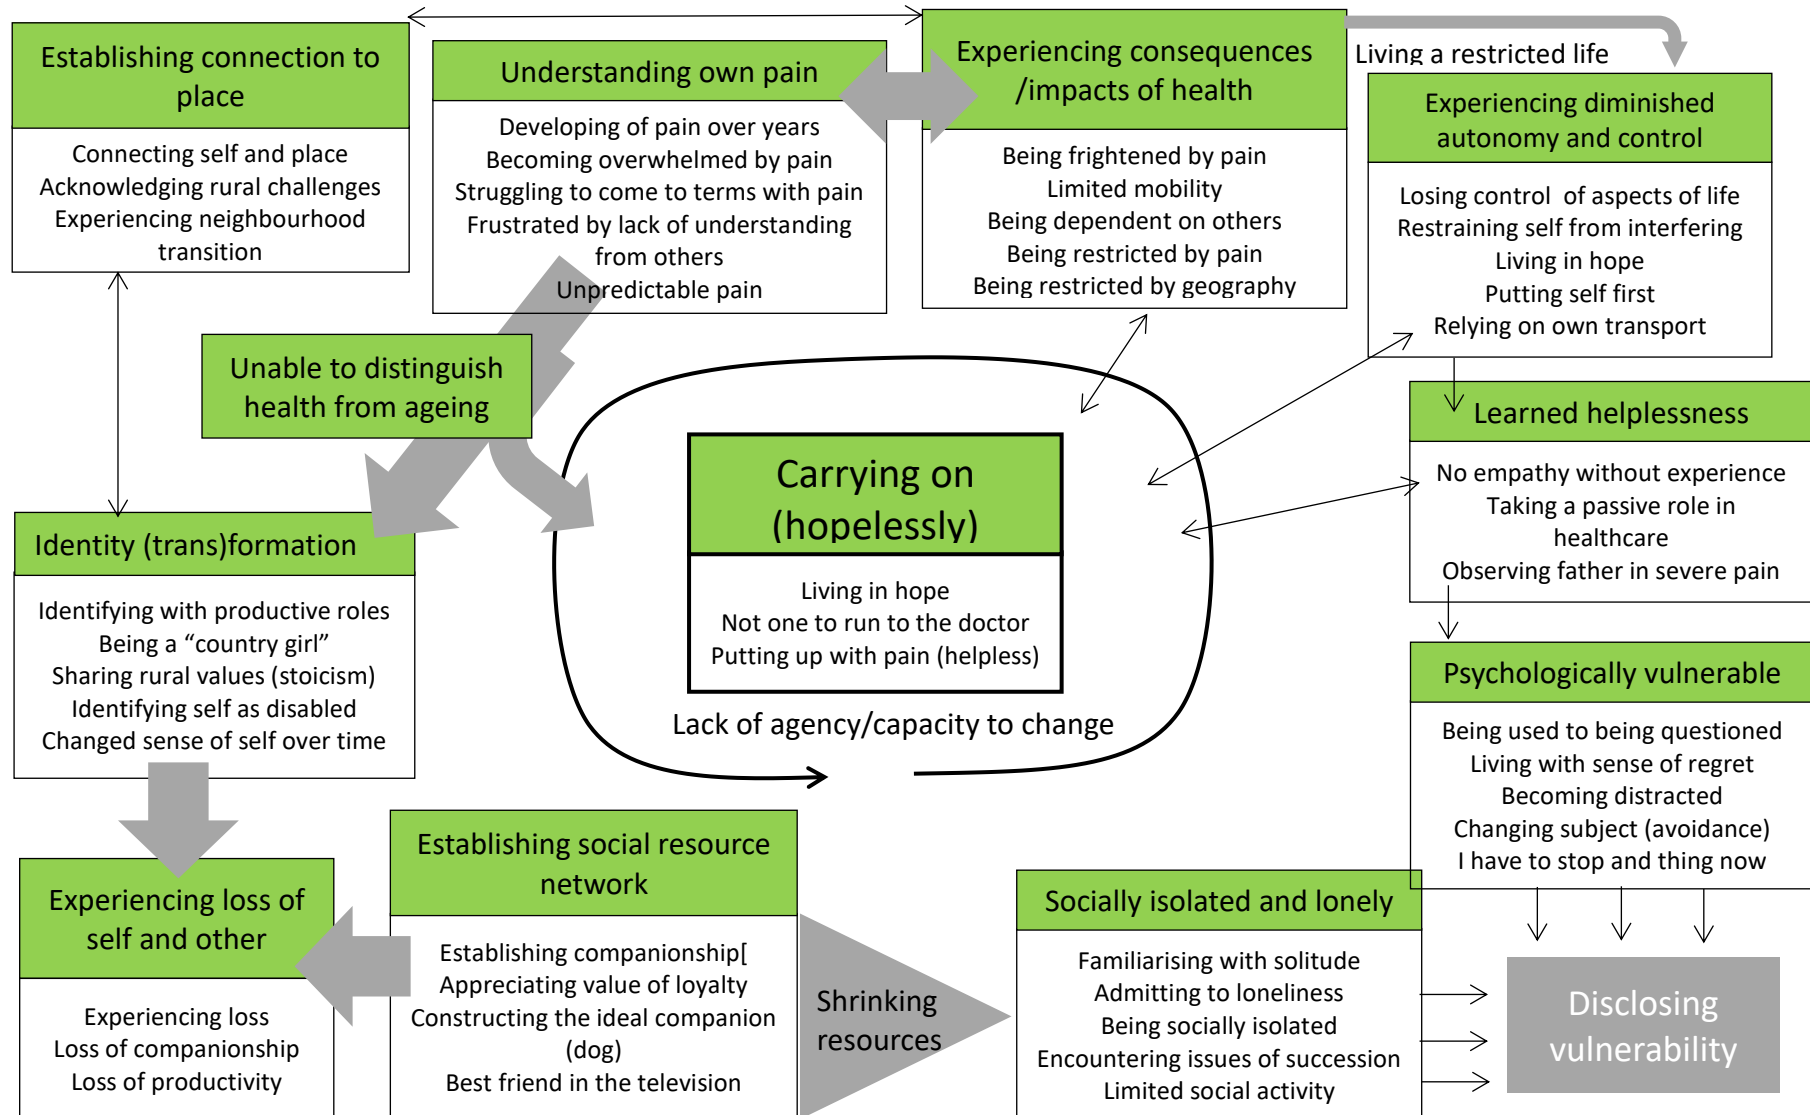 Establishing connection to
place
Connecting self and place
Acknowledging rural challenges
Experiencing neighbourhood
transition
Understanding own pain
Developing of pain over years
Becoming overwhelmed by pain
Struggling to come to terms with pain
Frustrated by lack of understanding
from others
Unpredictable pain
Experiencing consequences
/impacts of health
Being frightened by pain
Limited mobility
Being dependent on others
Being restricted by pain
Being restricted by geography
Living a restricted life
Experiencing diminished
autonomy and control
Losing control of aspects of life
Restraining self from interfering
Living in hope
Putting self first
Relying on own transport
Unable to distinguish
health from ageing
Learned helplessness
No empathy without experience
Taking a passive role in
healthcare
Observing father in severe pain
Carrying on
(hopelessly)
Living in hope
Not one to run to the doctor
Putting up with pain (helpless)
Lack of agency/capacity to change
Identity (trans)formation
Identifying with productive roles
Being a “country girl”
Sharing rural values (stoicism)
Identifying self as disabled
Changed sense of self over time
Psychologically vulnerable
Being used to being questioned
Living with sense of regret
Becoming distracted
Changing subject (avoidance)
I have to stop and thing now
Experiencing loss of
self and other
Experiencing loss
Loss of companionship
Loss of productivity
Establishing social resource
network
Establishing companionship[
Appreciating value of loyalty
Constructing the ideal companion
(dog)
Best friend in the television
Shrinking
resources
Socially isolated and lonely
Familiarising with solitude
Admitting to loneliness
Being socially isolated
Encountering issues of succession
Limited social activity
Disclosing
vulnerability